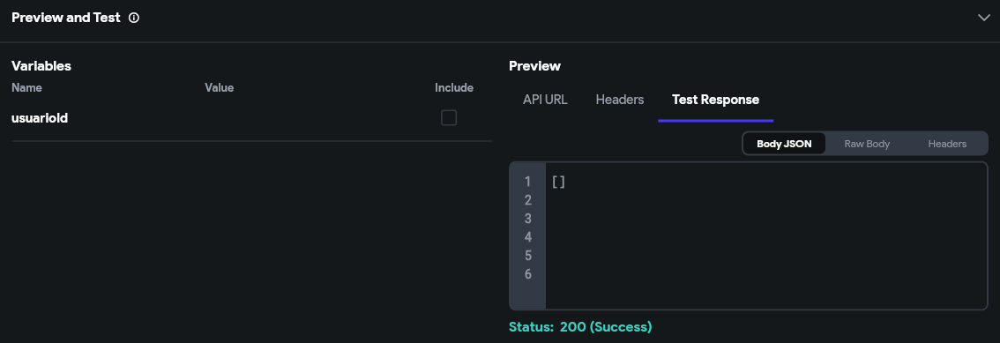 Preview and Test
Variables
Name Value Include
usuarioId
Preview
API URL Headers Test Response
Body JSON Raw Body Headers
1 []
2
3
4
5
6
Status: 200 (Success)